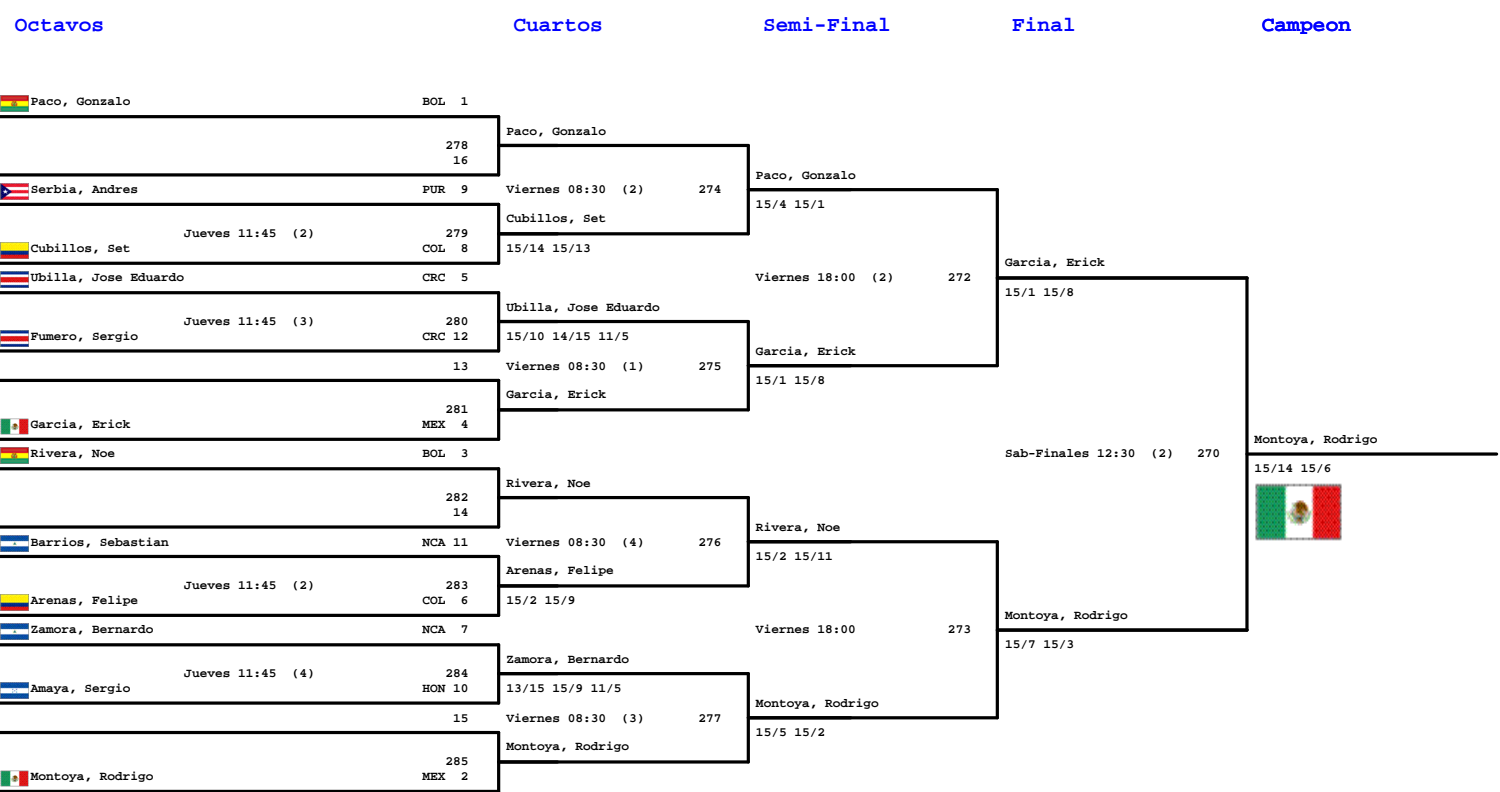 Octavos Cuartos Semi-Final Final Campeon
Paco, Gonzalo BOL 1
Paco, Gonzalo
278
16
Paco, Gonzalo
Serbia, Andres PUR 9 Viernes 08:30 (2) 274
15/4 15/1
Cubillos, Set
Jueves 11:45 (2) 279
Cubillos, Set COL 8 15/14 15/13
Garcia, Erick
Ubilla, Jose Eduardo CRC 5 Viernes 18:00 (2) 272
15/1 15/8
Ubilla, Jose Eduardo
Jueves 11:45 (3) 280
Fumero, Sergio CRC 12 15/10 14/15 11/5
Garcia, Erick
13 Viernes 08:30 (1) 275
15/1 15/8
Garcia, Erick
281
Garcia, Erick MEX 4
Montoya, Rodrigo
Rivera, Noe BOL 3 Sab-Finales 12:30 (2) 270
15/14 15/6
Rivera, Noe
282
14
Rivera, Noe
Barrios, Sebastian NCA 11 Viernes 08:30 (4) 276
15/2 15/11
Arenas, Felipe
Jueves 11:45 (2) 283
Arenas, Felipe COL 6 15/2 15/9
Montoya, Rodrigo
Zamora, Bernardo NCA 7 Viernes 18:00 273
15/7 15/3
Zamora, Bernardo
Jueves 11:45 (4) 284
Amaya, Sergio HON 10 13/15 15/9 11/5
Montoya, Rodrigo
15 Viernes 08:30 (3) 277
15/5 15/2
Montoya, Rodrigo
285
Montoya, Rodrigo MEX 2